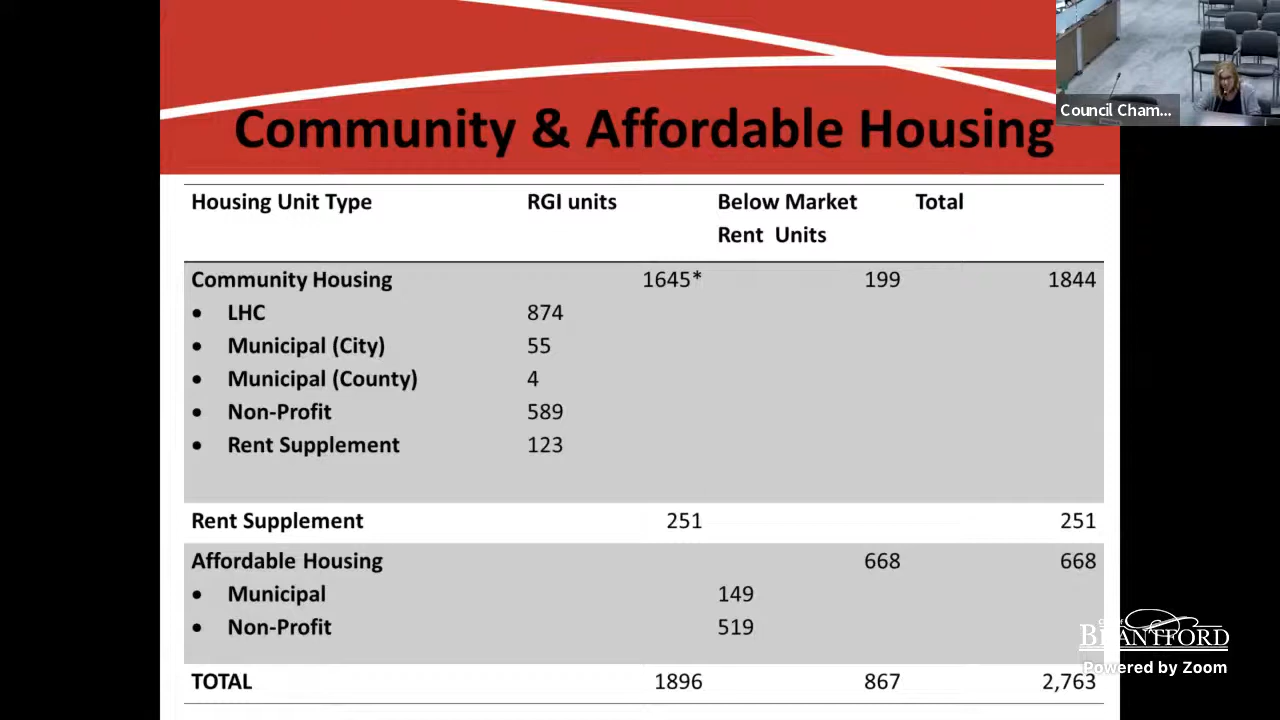 Community & Affordable Housing
Council Cham...
Housing Unit Type RGI units Below Market Rent Units Total
Community Housing 1645* 199 1844
• LHC 874
• Municipal (City) 55
• Municipal (County) 4
• Non-Profit 589
• Rent Supplement 123
Rent Supplement 251 251
Affordable Housing 668 668
• Municipal 149
• Non-Profit 519
BRANTFORD
Powered by Zoom
TOTAL 1896 867 2,763